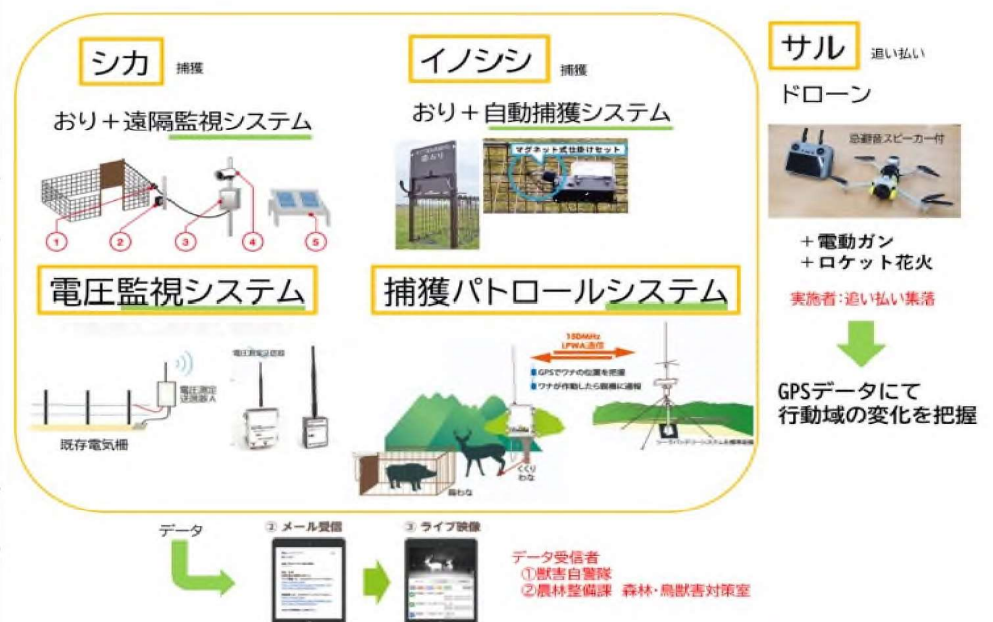 シカ 捕獲
おり+遠隔監視システム
① ② ③ ④ ⑤
イノシシ 捕獲
おり+自動捕獲システム
マグネット式仕掛けセット
サル 追い払い
ドローン
忌避音スピーカー付
+電動ガン
+ロケット花火
実施者:追い払い集落
GPSデータにて
行動域の変化を把握
電圧監視システム
電圧測定送信器
電圧測定
送信器A
既存電気柵
捕獲パトロールシステム
150MHz
LPWA通信
GPSでワナの位置を把握
ワナが作動したら親機に通報
くくり
わな
箱わな
データ
② メール受信
③ ライブ映像
データ受信者
①獣害自警隊
②農林整備課 森林・鳥獣害対策室